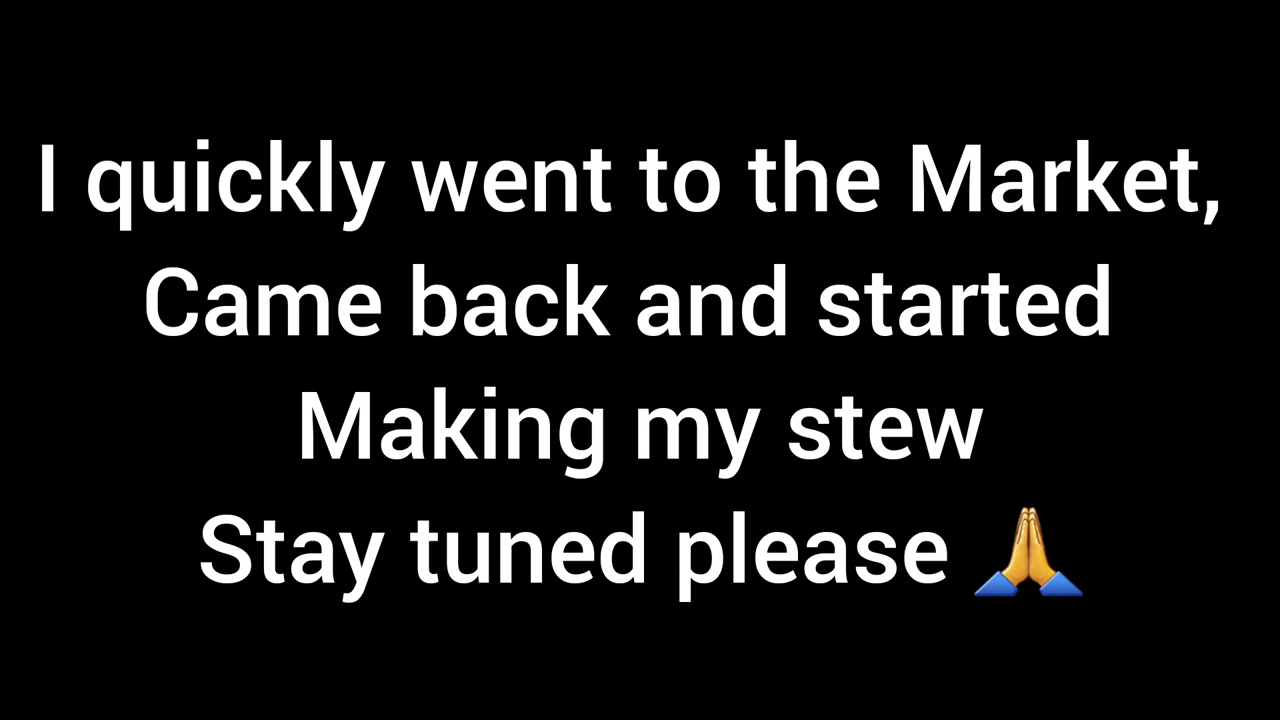 I quickly went to the Market,
Came back and started
Making my stew
Stay tuned please 🙏